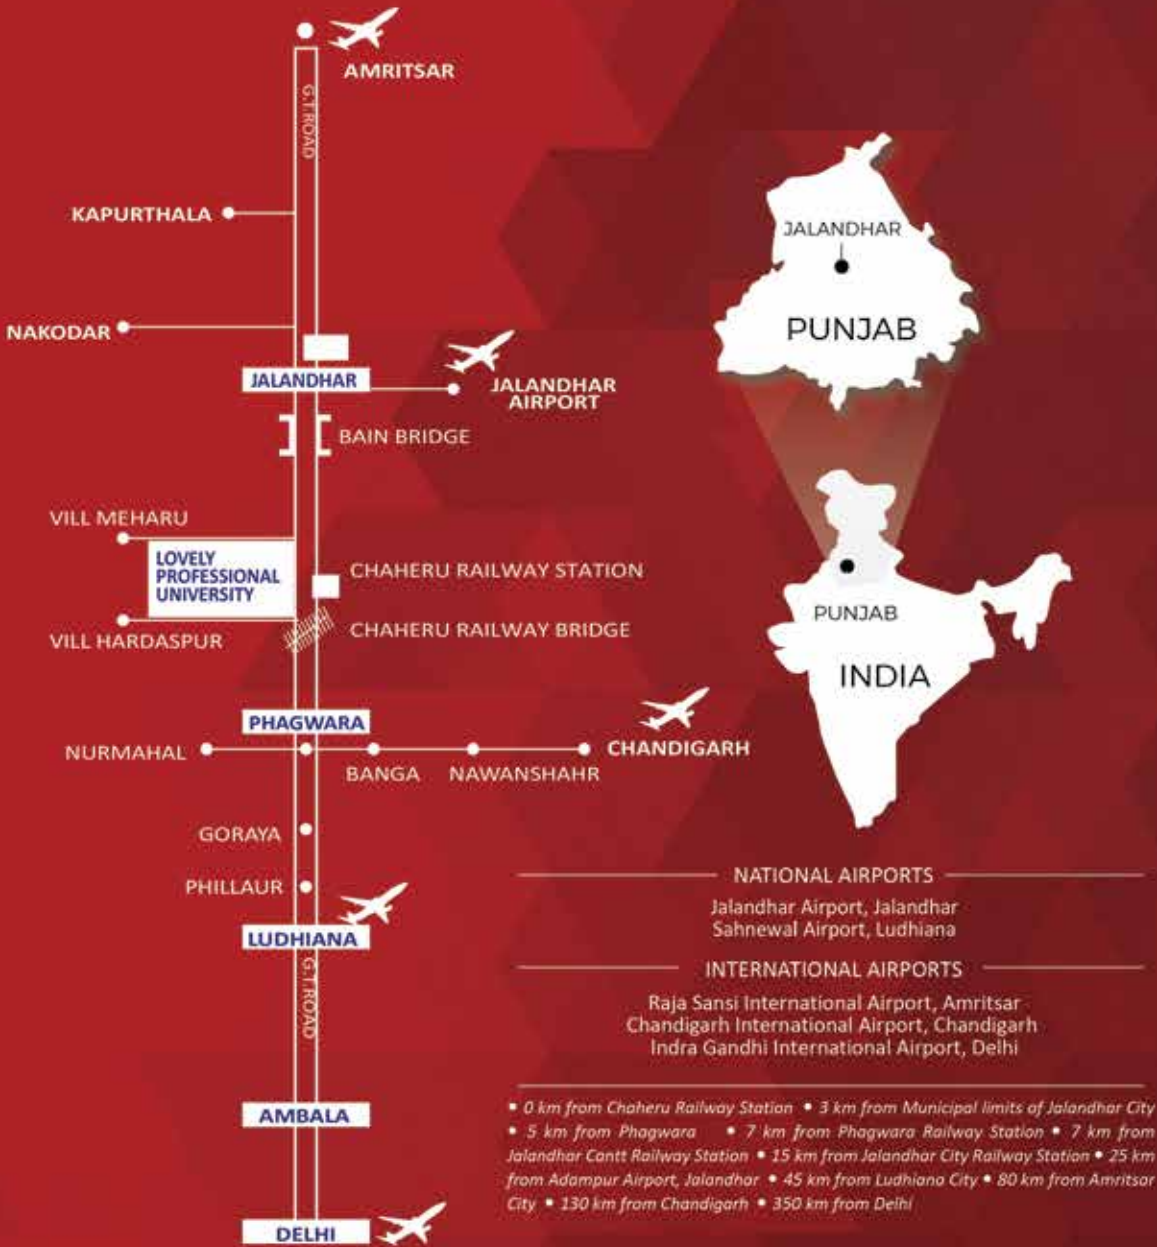 AMRITSAR
G.T.ROAD
KAPURTHALA
NAKODAR
JALANDHAR
JALANDHAR
AIRPORT
BAIN BRIDGE
VILL MEHARU
LOVELY
PROFESSIONAL
UNIVERSITY
CHAHERU RAILWAY STATION
CHAHERU RAILWAY BRIDGE
VILL HARDASPUR
PHAGWARA
NURMAHAL
BANGA
NAWANSHAHR
CHANDIGARH
GORAYA
PHILLAUR
LUDHIANA
G.T.ROAD
AMBALA
DELHI
JALANDHAR
PUNJAB
PUNJAB
INDIA
NATIONAL AIRPORTS
Jalandhar Airport, Jalandhar
Sahnewal Airport, Ludhiana
INTERNATIONAL AIRPORTS
Raja Sansi International Airport, Amritsar
Chandigarh International Airport, Chandigarh
Indra Gandhi International Airport, Delhi
• 0 km from Chaheru Railway Station • 3 km from Municipal limits of Jalandhar City
• 5 km from Phagwara • 7 km from Phagwara Railway Station • 7 km from
Jalandhar Cantt Railway Station • 15 km from Jalandhar City Railway Station • 25 km
from Adampur Airport, Jalandhar • 45 km from Ludhiana City • 80 km from Amritsar
City • 130 km from Chandigarh • 350 km from Delhi